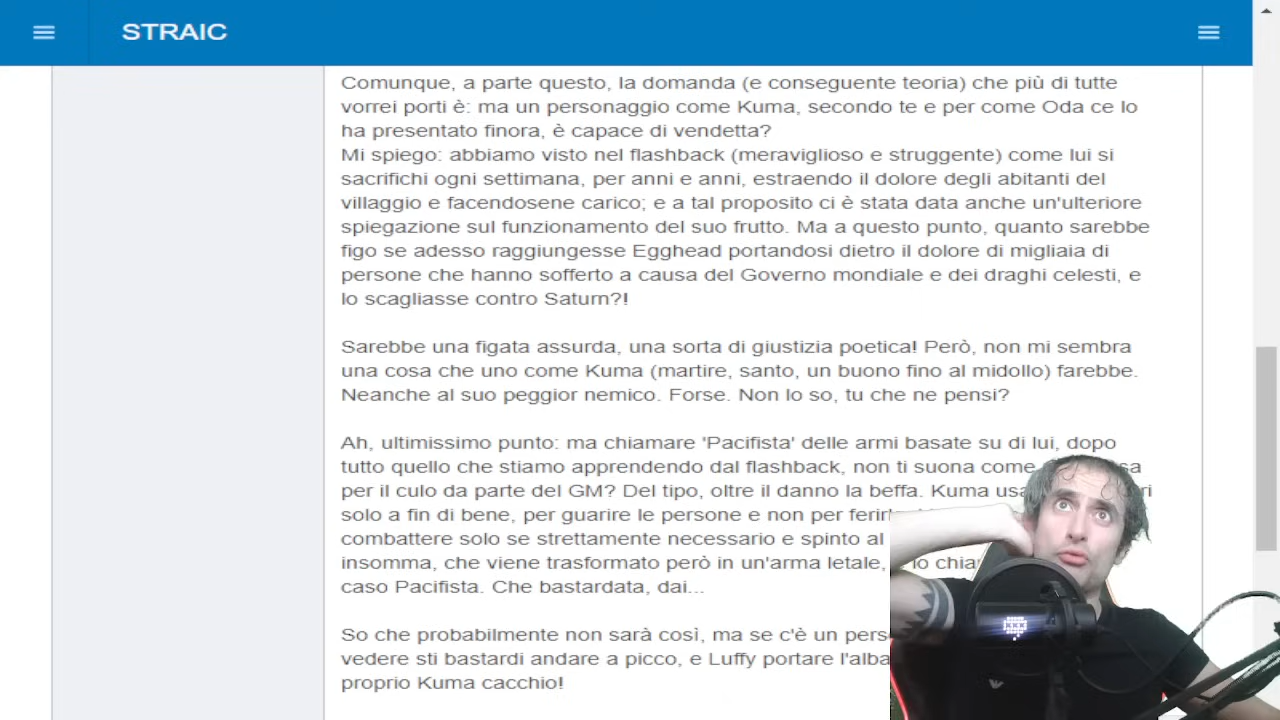 STRAIC
Comunque, a parte questo, la domanda (e conseguente teoria) che più di tutte
vorrei porti è: ma un personaggio come Kuma, secondo te e per come Oda ce lo
ha presentato finora, è capace di vendetta?
Mi spiego: abbiamo visto nel flashback (meraviglioso e struggente) come lui si
sacrifichi ogni settimana, per anni e anni, estraendo il dolore degli abitanti del
villaggio e facendosene carico; e a tal proposito ci è stata data anche un'ulteriore
spiegazione sul funzionamento del suo frutto. Ma a questo punto, quanto sarebbe
figo se adesso raggiungesse Egghead portandosi dietro il dolore di migliaia di
persone che hanno sofferto a causa del Governo mondiale e dei draghi celesti, e
lo scagliasse contro Saturn?!
Sarebbe una figata assurda, una sorta di giustizia poetica! Però, non mi sembra
una cosa che uno come Kuma (martire, santo, un buono fino al midollo) farebbe.
Neanche al suo peggior nemico. Forse. Non lo so, tu che ne pensi?
Ah, ultimissimo punto: ma chiamare 'Pacifista' delle armi basate su di lui, dopo
tutto quello che stiamo apprendendo dal flashback, non ti suona come
per il culo da parte del GM? Del tipo, oltre il danno la beffa. Kuma
solo a fin di bene, per guarire le persone e non per
combattere solo se strettamente necessario e spinto al
insomma, che viene trasformato però in un'arma letale, lo
caso Pacifista. Che bastardata, dai...
So che probabilmente non sarà così, ma se c'è un
vedere sti bastardi andare a picco, e Luffy portare
proprio Kuma cacchio!